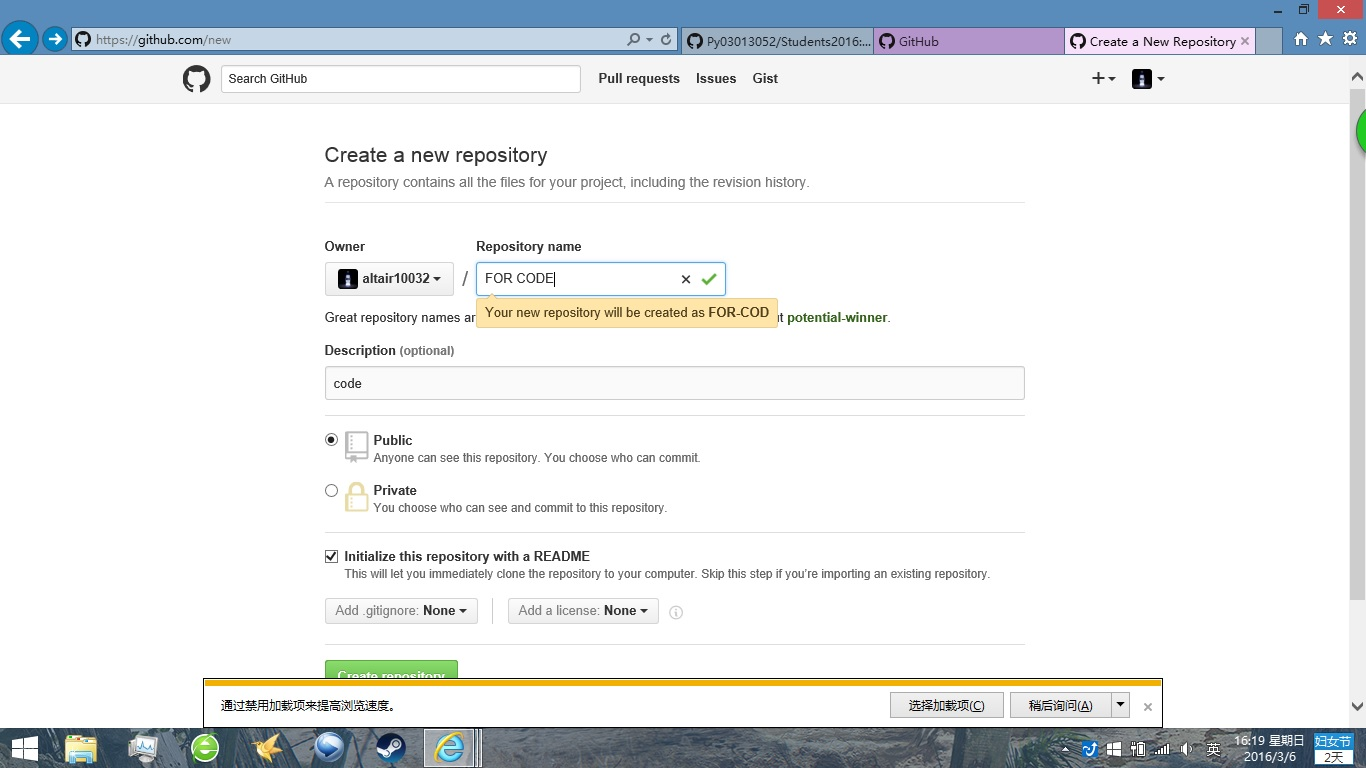 https://github.com/new
Py03013052/Students2016:...
GitHub
Create a New Repository
Search GitHub
Pull requests
Issues
Gist
Create a new repository
A repository contains all the files for your project, including the revision history.
Owner
Repository name
altair10032
/
FOR CODE
Your new repository will be created as FOR-COD
Great repository names ar
t potential-winner.
Description (optional)
code
Public
Anyone can see this repository. You choose who can commit.
Private
You choose who can see and commit to this repository.
Initialize this repository with a README
This will let you immediately clone the repository to your computer. Skip this step if you're importing an existing repository.
Add .gitignore: None
Add a license: None
Create repository
通过禁用加载项来提高浏览速度。
选择加载项(C)
稍后询问(A)
英
16:19 星期日
2016/3/6
妇女节
2天